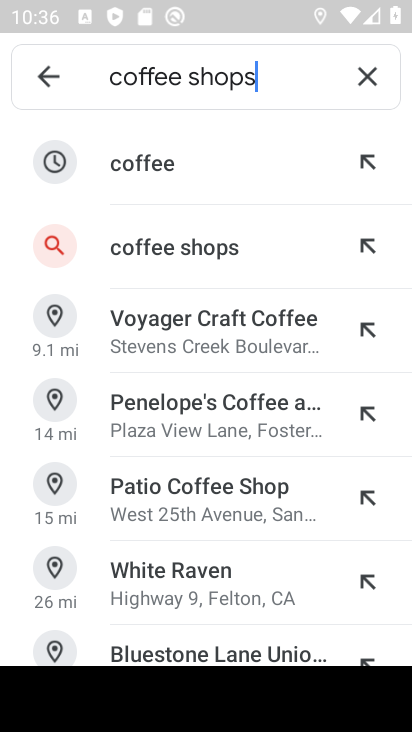 10:36
coffee shops
coffee
coffee shops
Voyager Craft Coffee
9.1 mi
Stevens Creek Boulevar...
Penelope's Coffee a...
14 mi
Plaza View Lane, Foster...
Patio Coffee Shop
15 mi
West 25th Avenue, San...
White Raven
26 mi
Highway 9, Felton, CA
Bluestone Lane Unio...